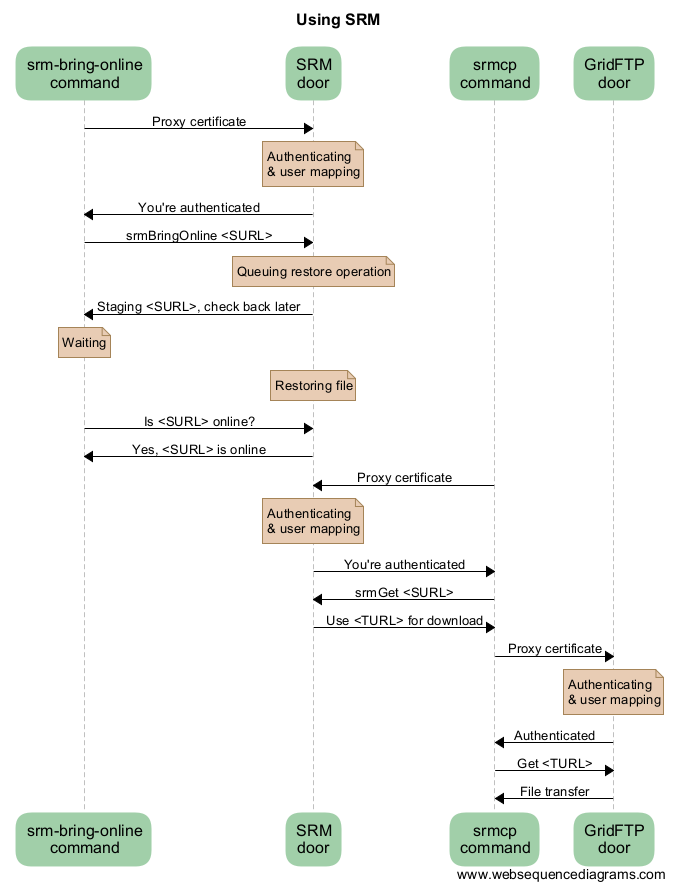 Using SRM
srm-bring-online
command
SRM
door
srmcp
command
GridFTP
door
Proxy certificate
Authenticating
& user mapping
You're authenticated
srmBringOnline <SURL>
Queuing restore operation
Staging <SURL>, check back later
Waiting
Restoring file
Is <SURL> online?
Yes, <SURL> is online
Proxy certificate
Authenticating
& user mapping
You're authenticated
srmGet <SURL>
Use <TURL> for download
Proxy certificate
Authenticating
& user mapping
Authenticated
Get <TURL>
File transfer
srm-bring-online
command
SRM
door
srmcp
command
GridFTP
door
www.websequencediagrams.com